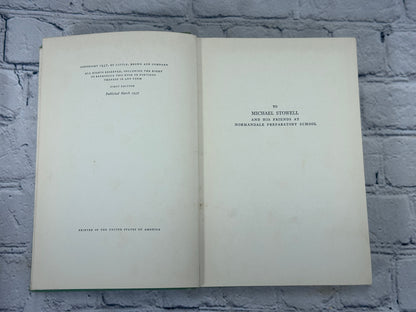 COPYRIGHT 1937, BY LITTLE, BROWN AND COMPANY
ALL RIGHTS RESERVED, INCLUDING THE RIGHT
TO REPRODUCE THIS BOOK OR PORTIONS
THEREOF IN ANY FORM
FIRST EDITION
Published March 1937
PRINTED IN THE UNITED STATES OF AMERICA
TO
MICHAEL STOWELL
AND HIS FRIENDS AT
NORMANDALE PREPARATORY SCHOOL